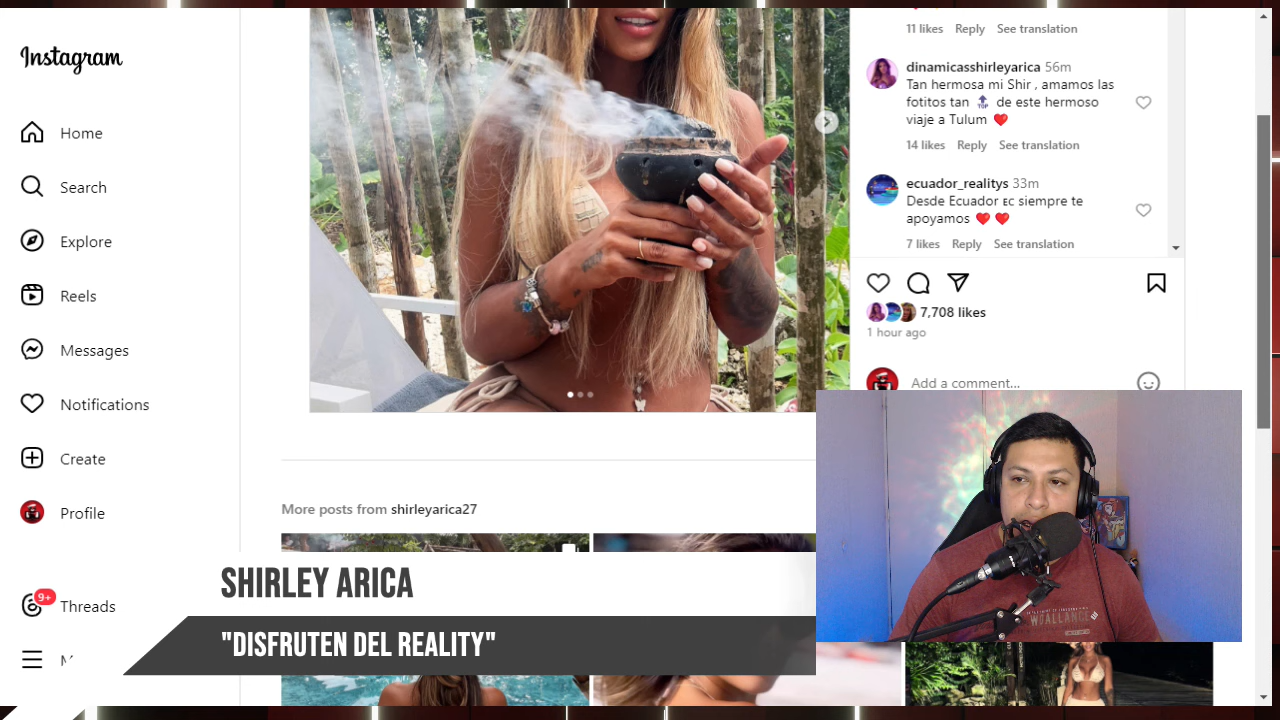 Instagram
Home
Search
Explore
Reels
Messages
Notifications
Create
Profile
9+
Threads
11 likes Reply See translation
dinamicasshirleyarica 56m
Tan hermosa mi Shir , amamos las
fotitos tan 🔝 de este hermoso
viaje a Tulum ❤️
14 likes Reply See translation
ecuador_realitys 33m
Desde Ecuador EC siempre te
apoyamos ❤️ ❤️
7 likes Reply See translation
7,708 likes
1 hour ago
Add a comment...
More posts from shirleyarica27
SHIRLEY ARICA
"DISFRUTEN DEL REALITY"